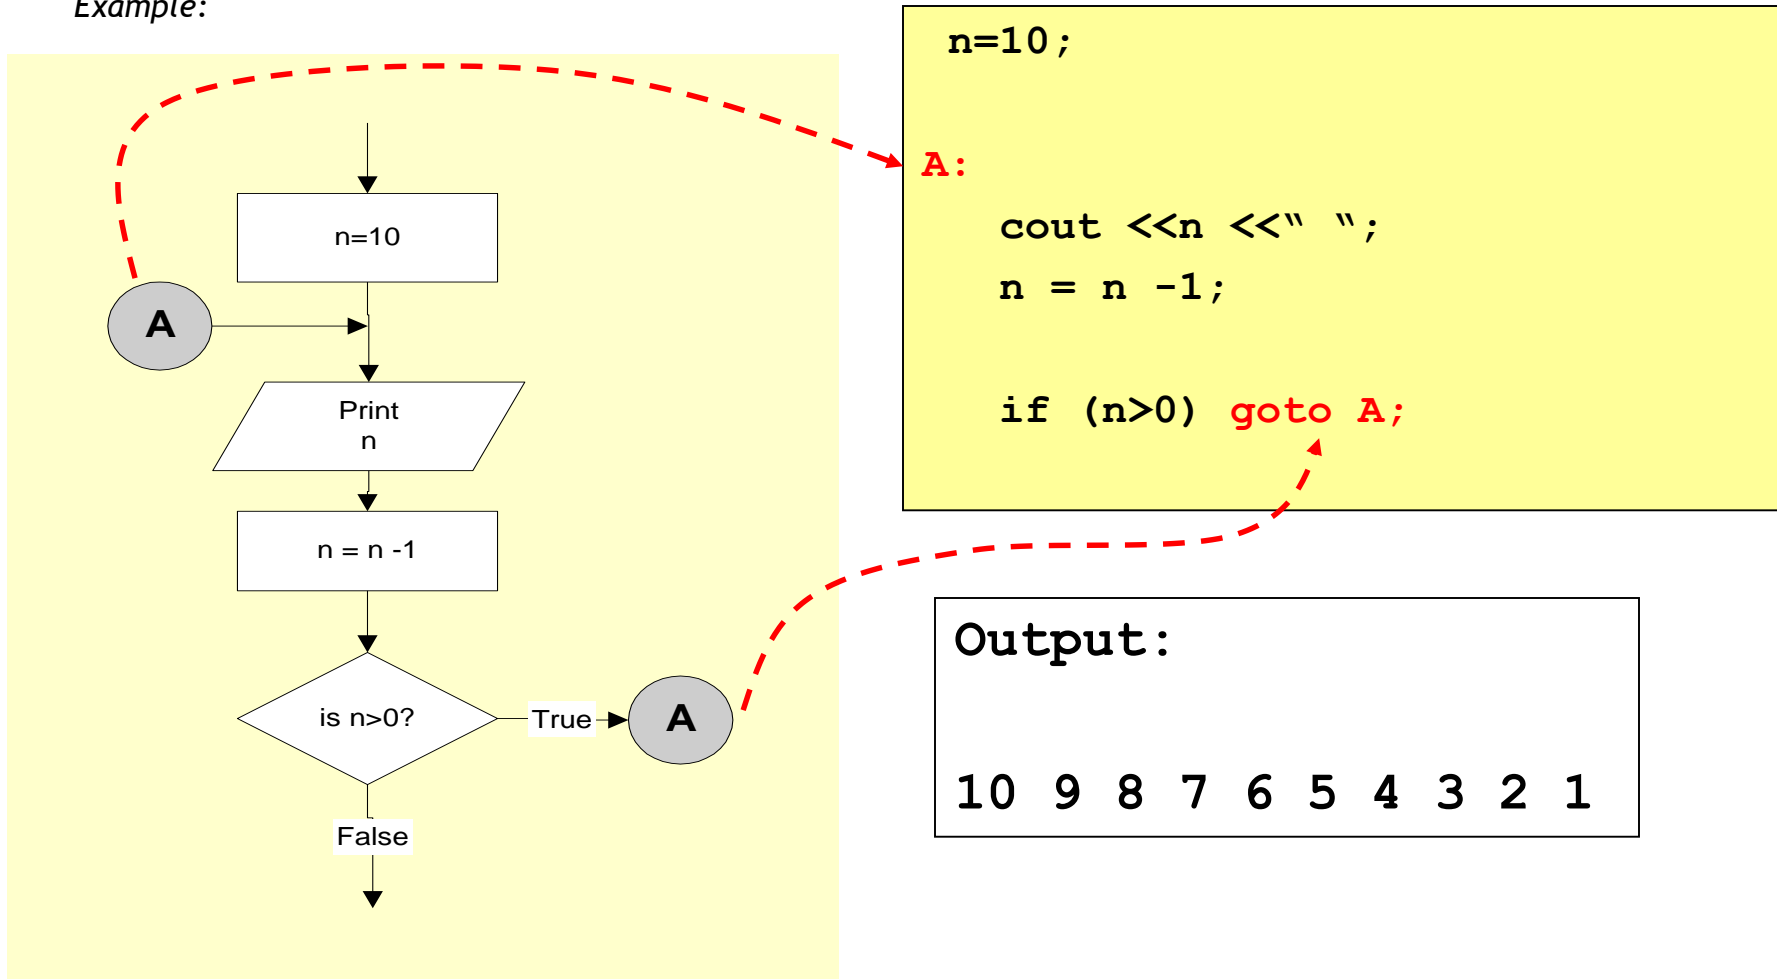 Example:
n=10
A
Print
n
n = n -1
is n>0?
True
A
False
n=10;
A:
cout <<n <<“ “;
n = n -1;
if (n>0) goto A;
Output:
10 9 8 7 6 5 4 3 2 1